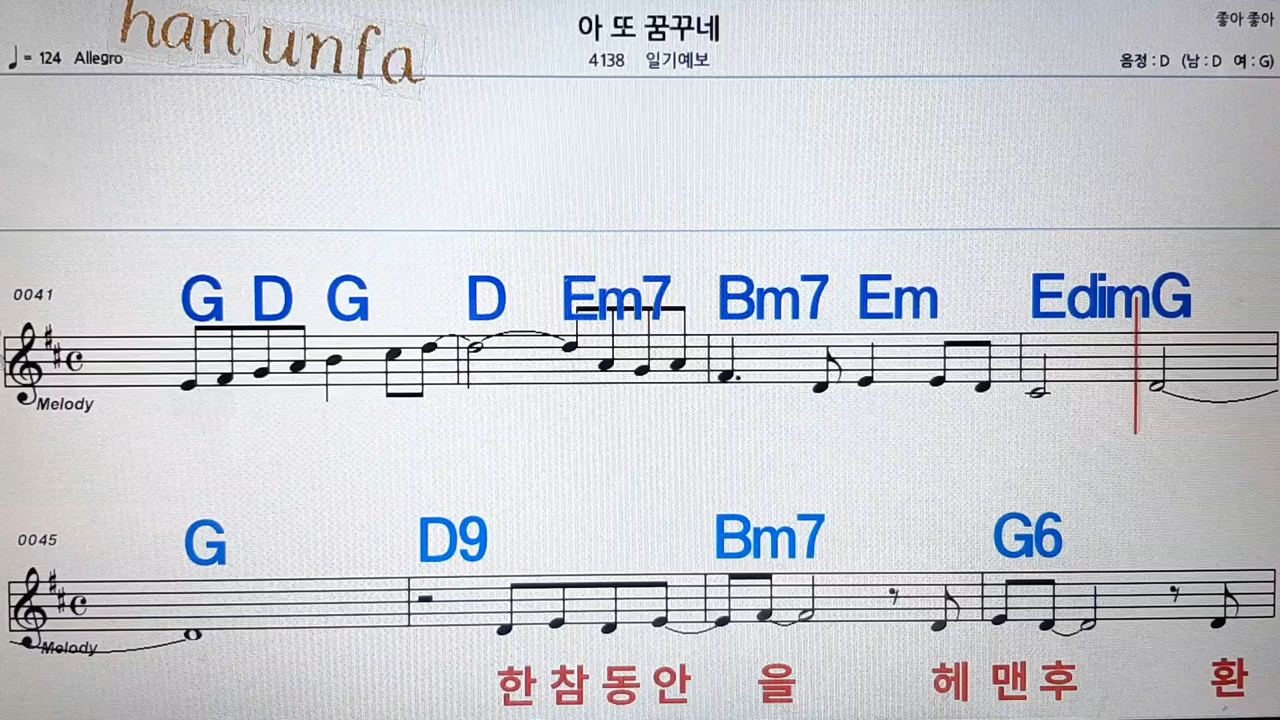 han unfa
아 또 꿈꾸네
좋아 좋아
♩= 124 Allegro
4138 일기예보
음정 : D (남 : D 여 : G)
G D G D Em7 Bm7 Em EdimG
0041
Melody
G D9 Bm7 G6
0045
Melody
한 참 동 안 을 헤 맨 후 환